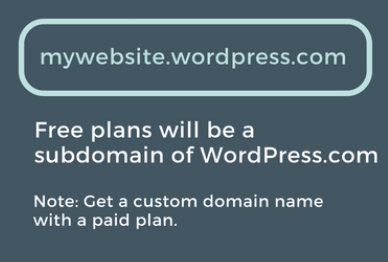 mywebsite.wordpress.com
Free plans will be a
subdomain of WordPress.com
Note: Get a custom domain name
with a paid plan.